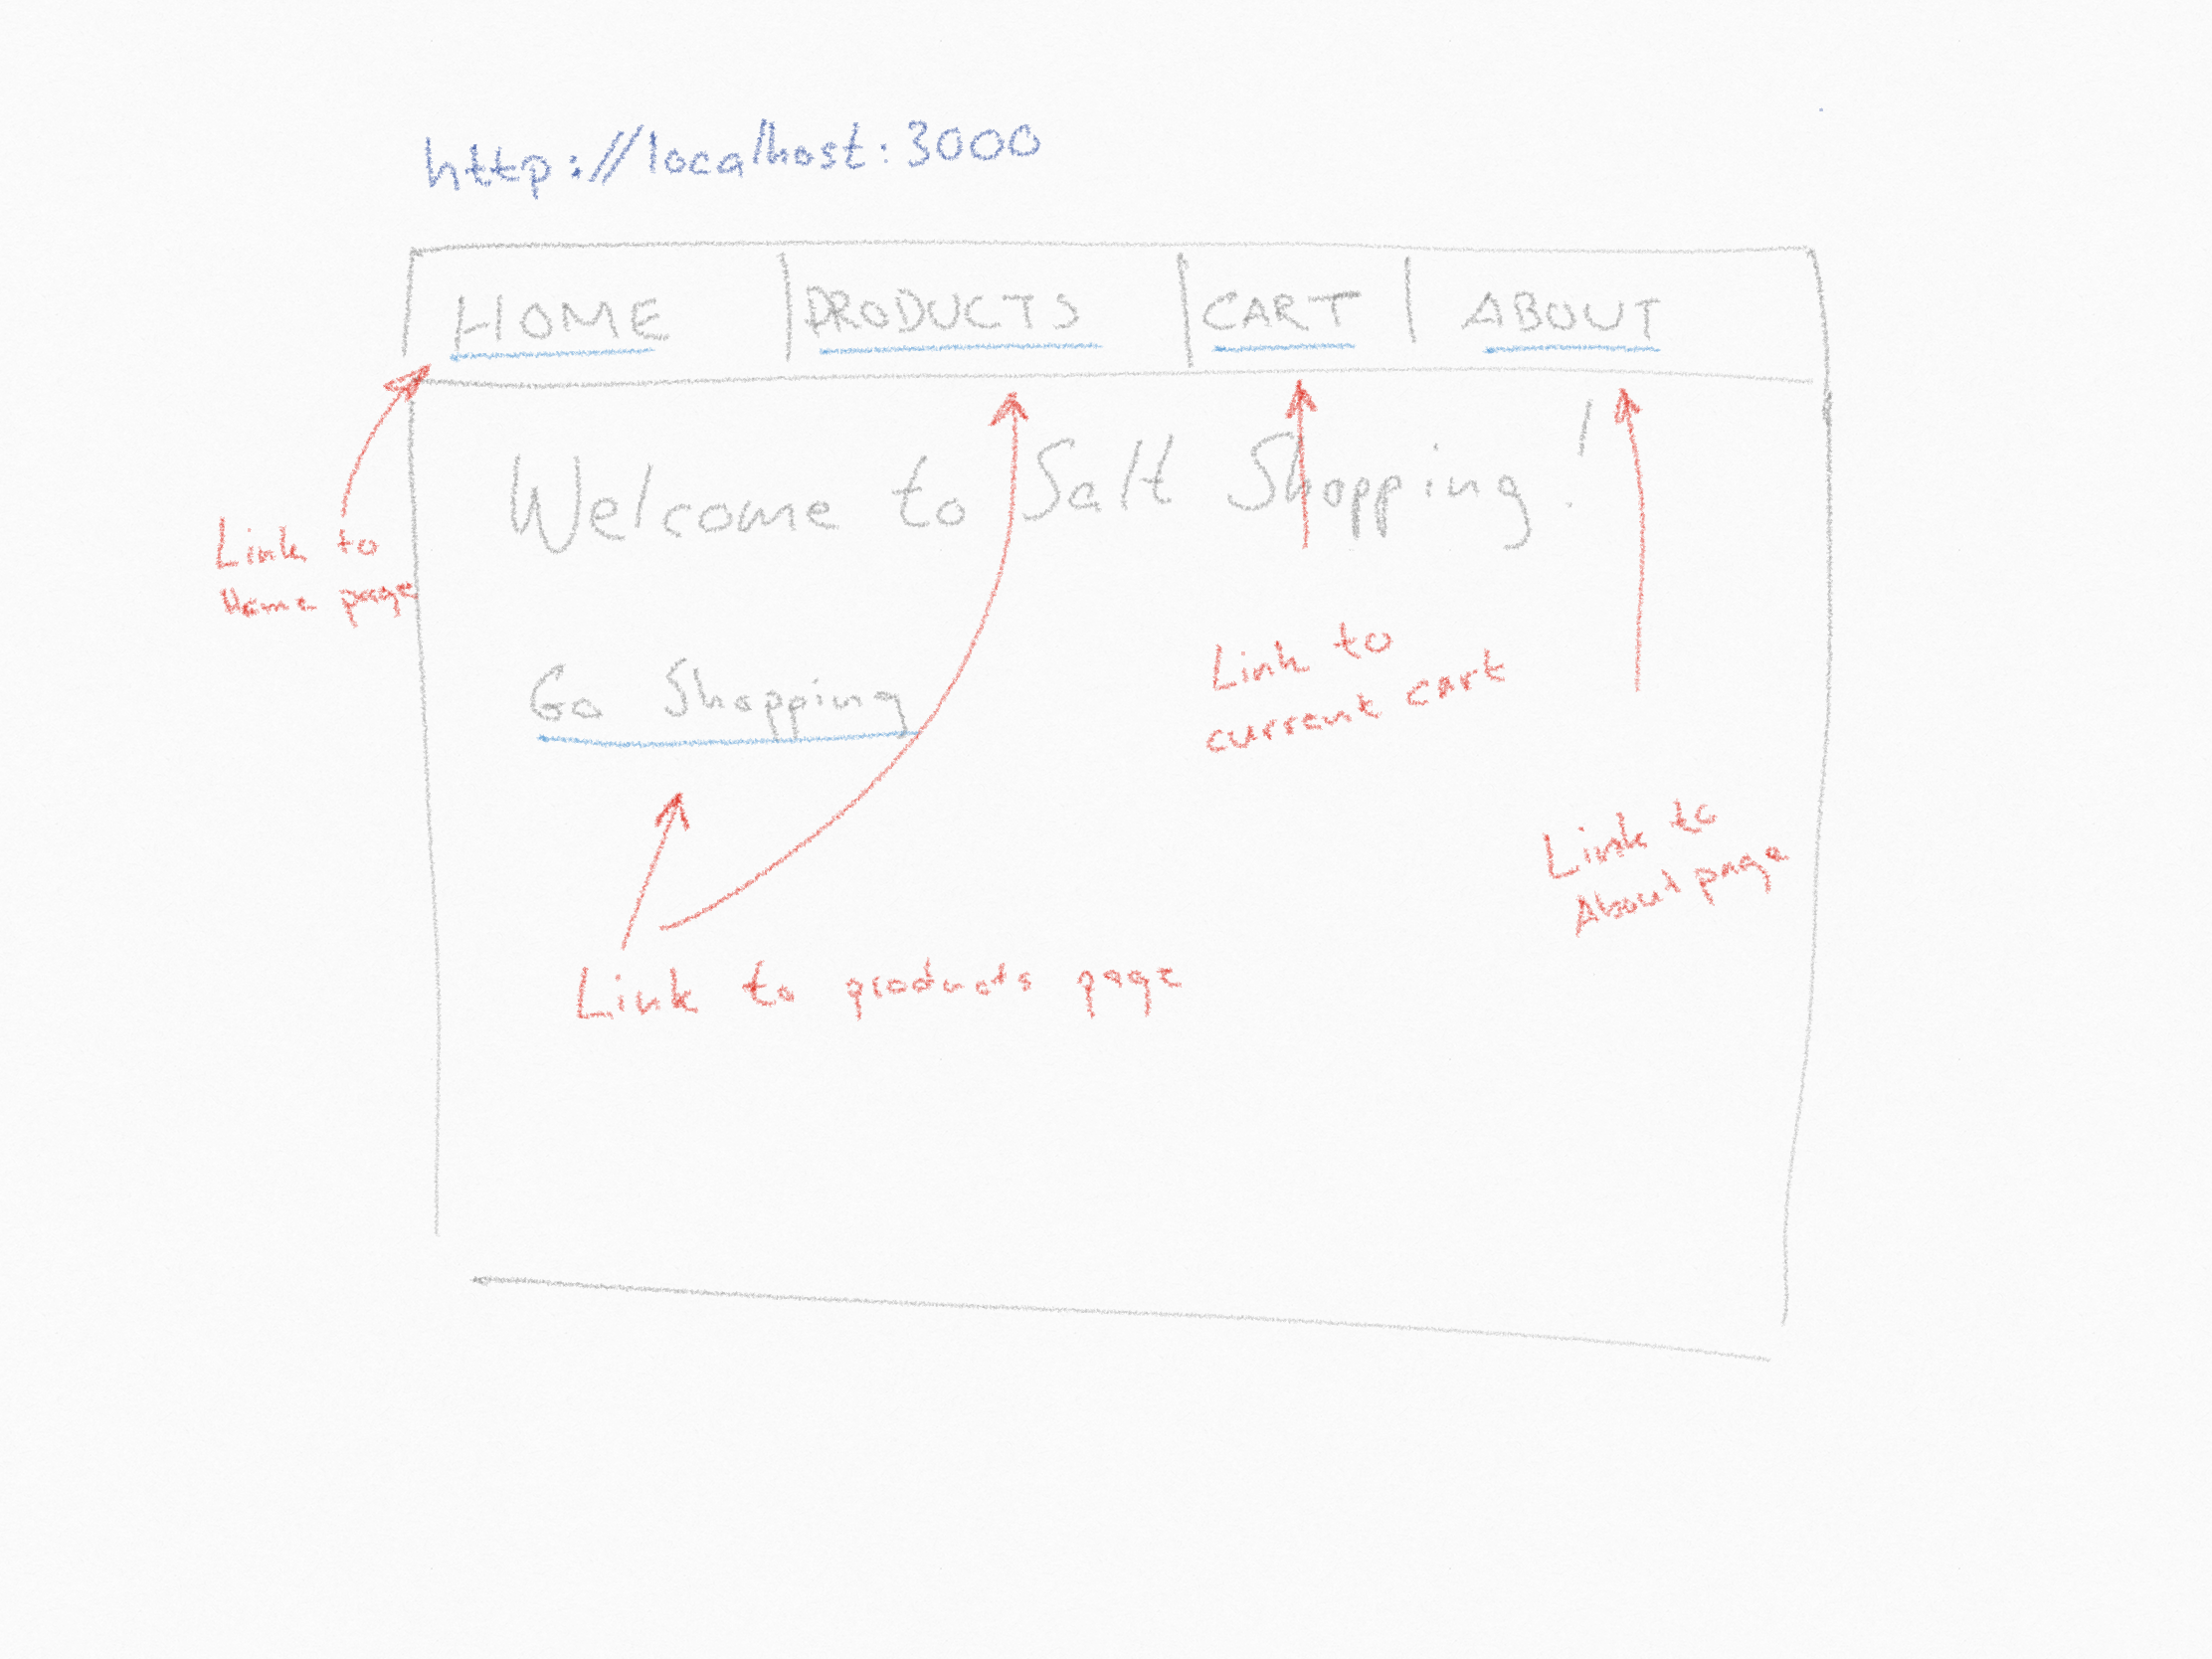 http://localhost:3000
HOME PRODUCTS CART ABOUT
Welcome to Salt Shopping!
Link to
Home page
Go Shopping
Link to
current cart
Link to
About page
Link to products page